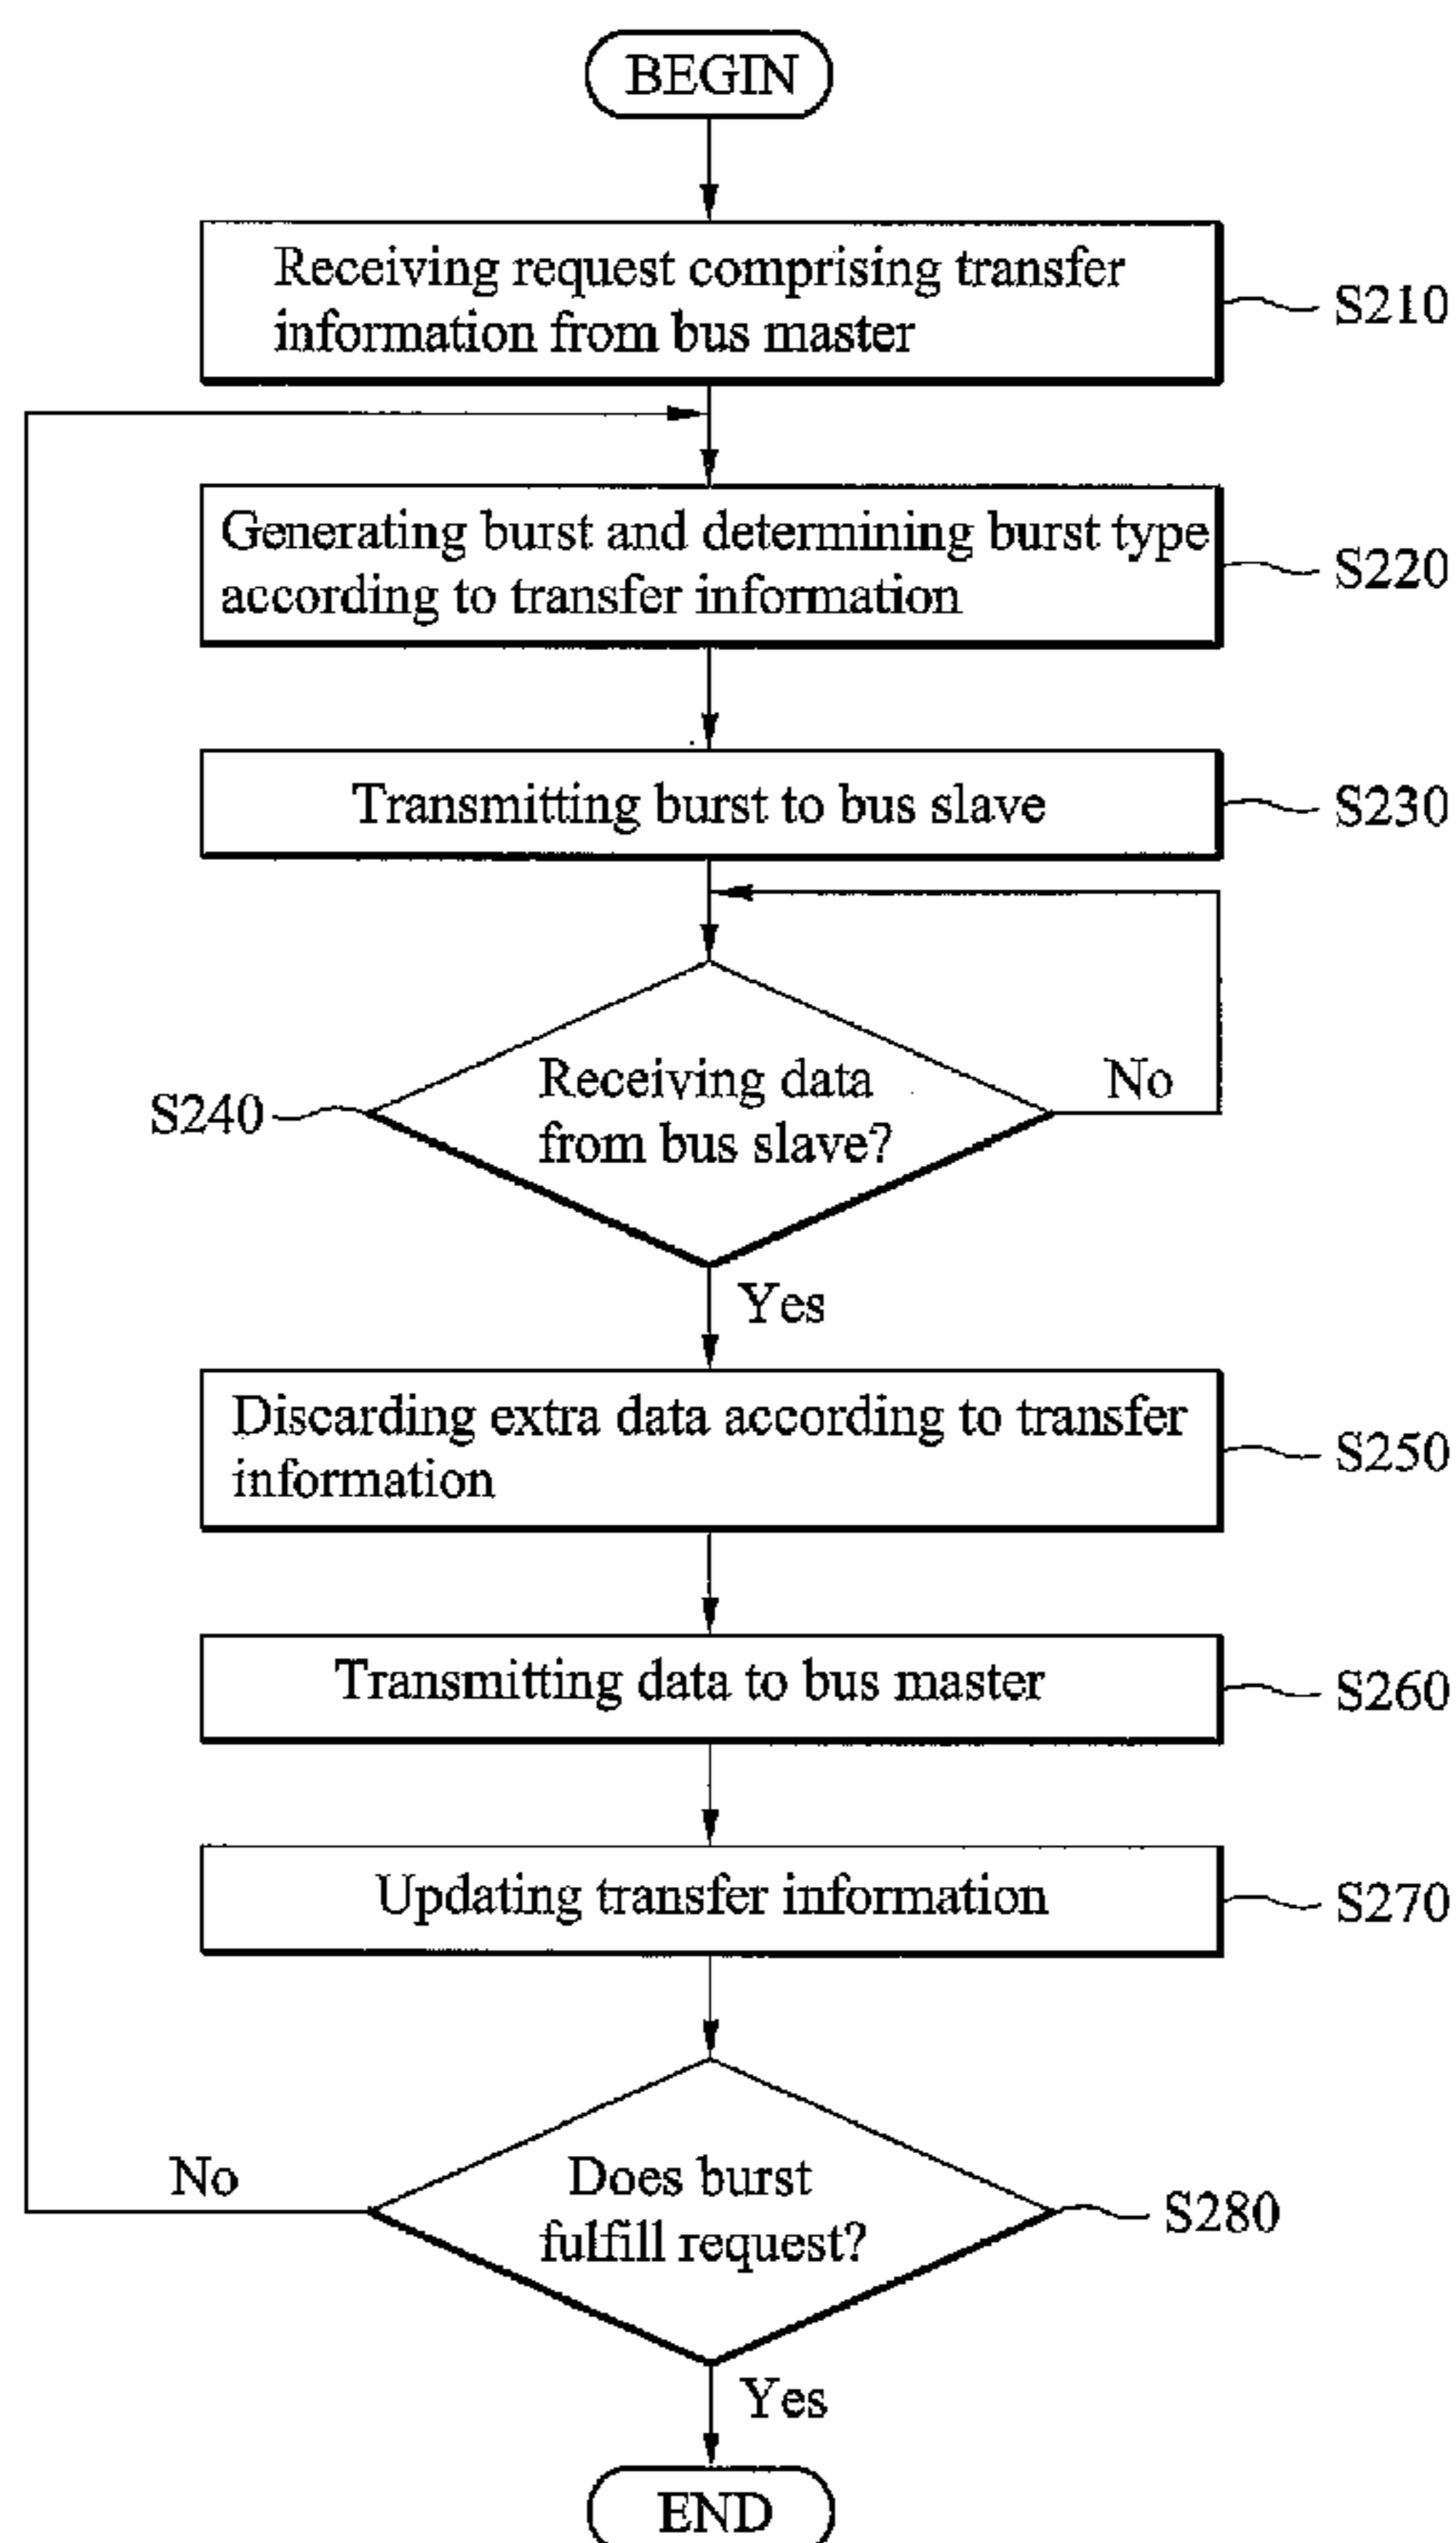 BEGIN
Receiving request comprising transfer
information from bus master
S210
Generating burst and determining burst type
according to transfer information
S220
Transmitting burst to bus slave
S230
Receiving data
from bus slave?
S240
No
Yes
Discarding extra data according to transfer
information
S250
Transmitting data to bus master
S260
Updating transfer information
S270
Does burst
fulfill request?
S280
No
Yes
END